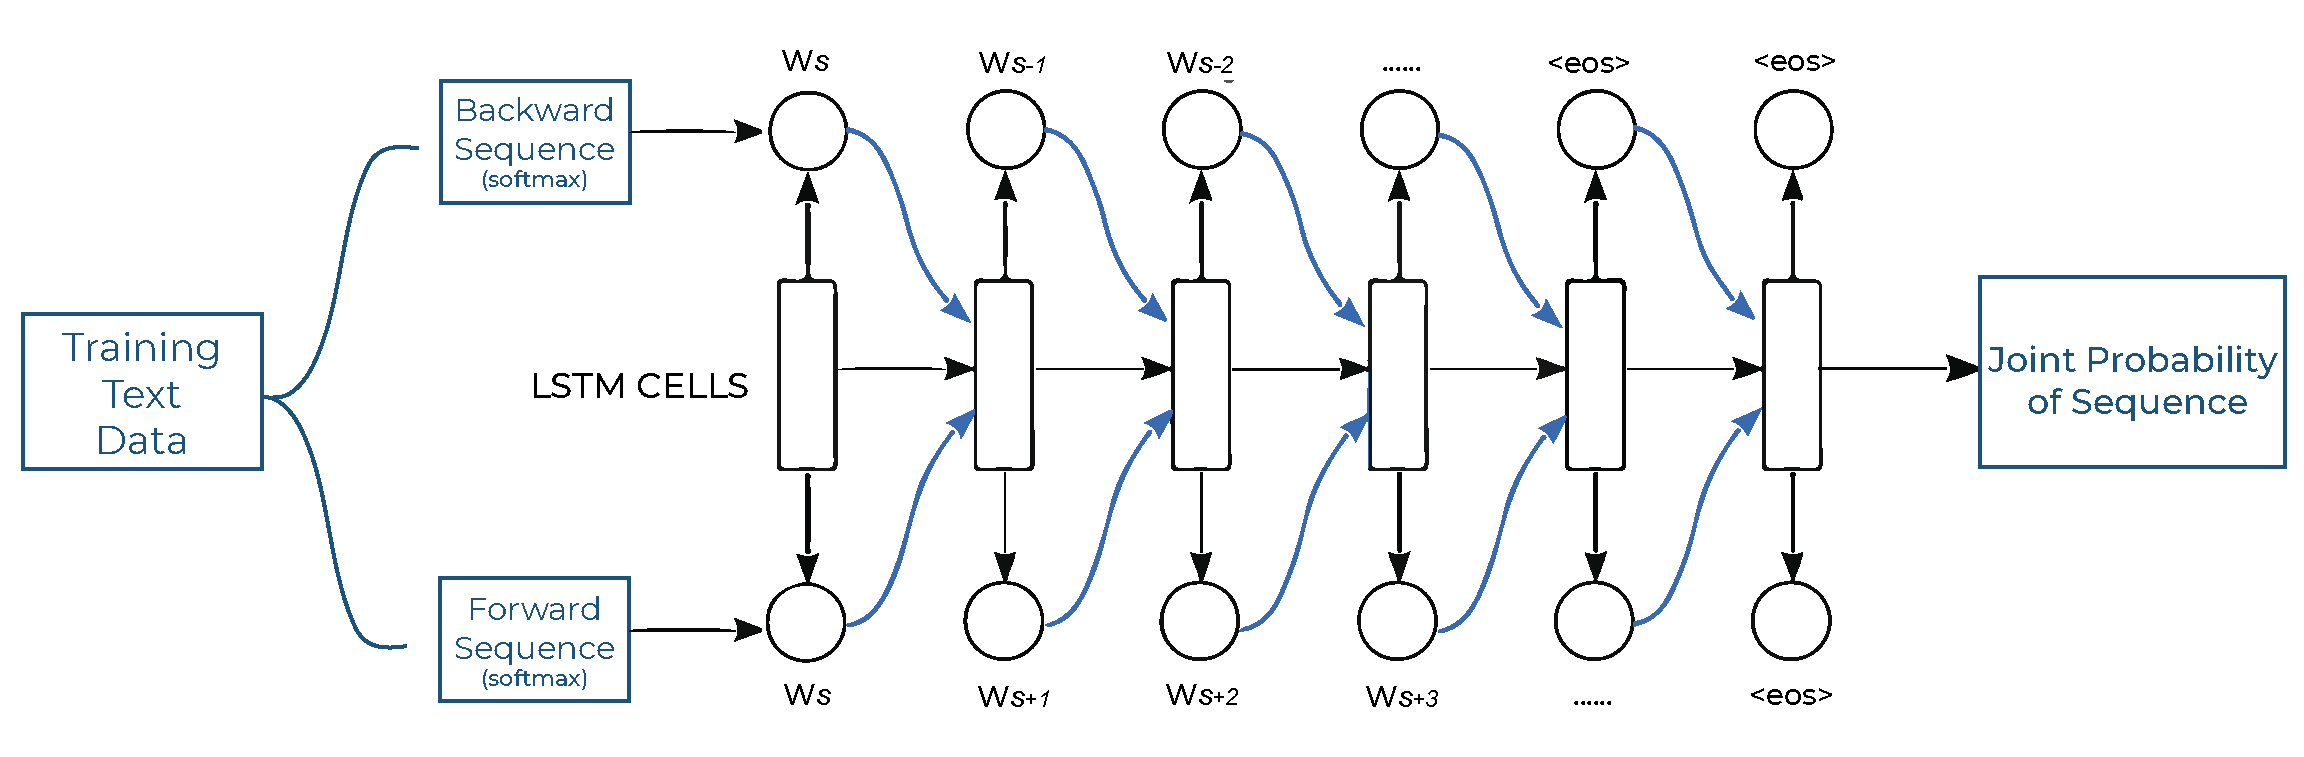 Ws
Ws-1
Ws-2
......
<eos>
<eos>
Backward
Sequence
(softmax)
Training
Text
Data
LSTM CELLS
Joint Probability
of Sequence
Forward
Sequence
(softmax)
Ws
Ws+1
Ws+2
Ws+3
......
<eos>